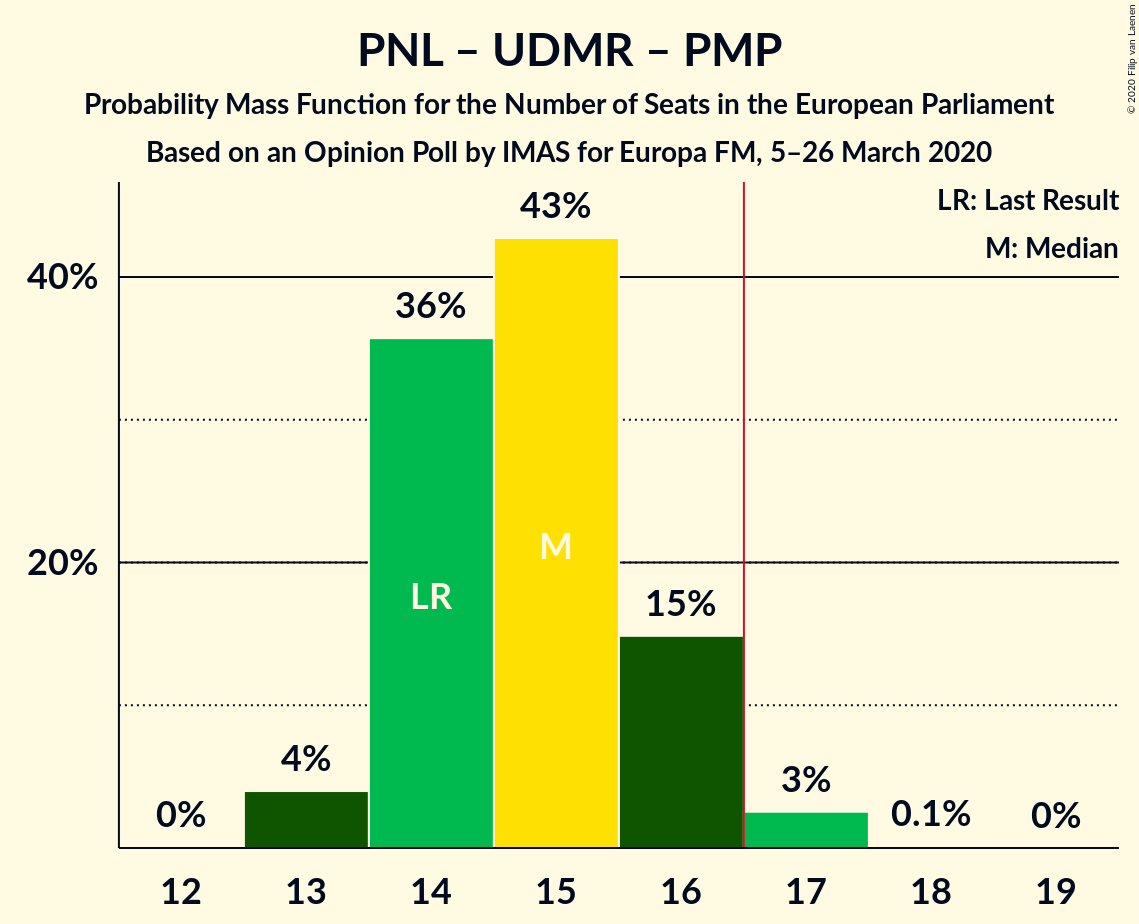 PNL – UDMR – PMP
Probability Mass Function for the Number of Seats in the European Parliament
Based on an Opinion Poll by IMAS for Europa FM, 5–26 March 2020
© 2020 Filip van Laenen
LR: Last Result
M: Median
43%
40%
36%
M
20%
LR
15%
4%
3%
0%
0.1%
0%
12 13 14 15 16 17 18 19